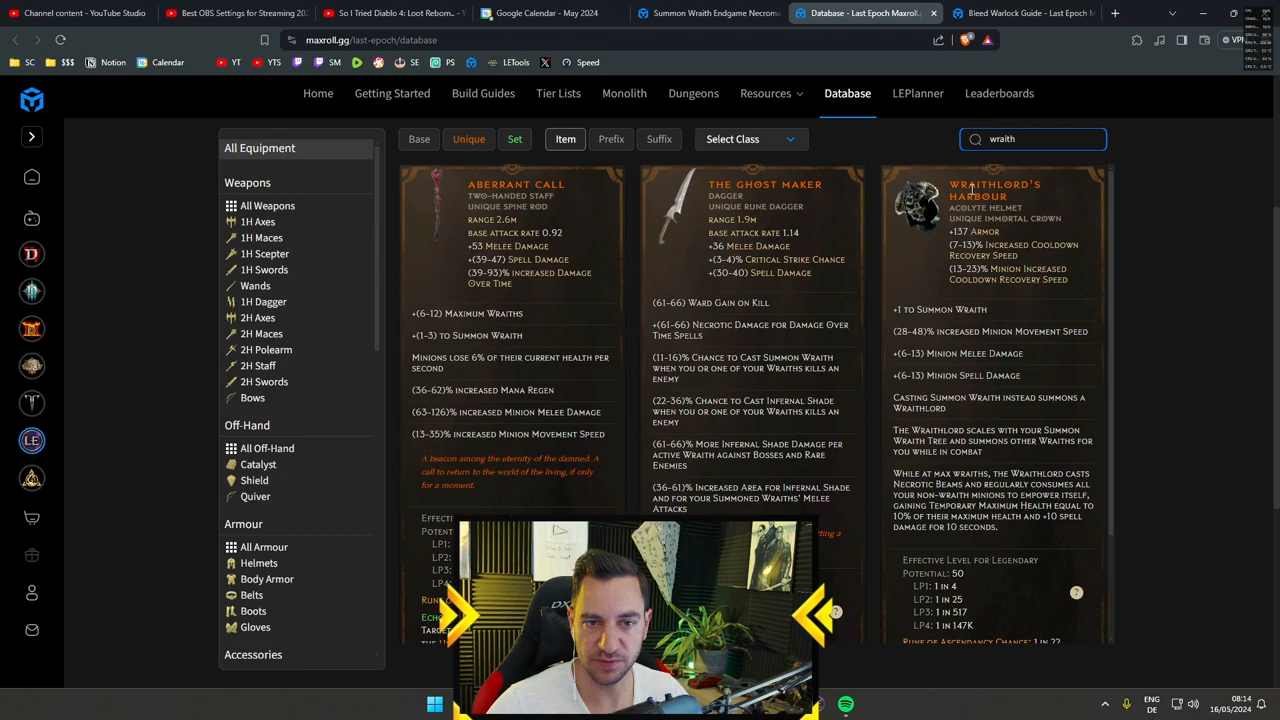 Channel content - YouTube
Best OBS Settings for Streaming 202
So I Tried Diablo 4: Loot Reborn... - Y
Google Calendar - May 2024
Summon Wraith Endgame Necroma
Database - Last Epoch Maxroll.g
Bleed Warlock Guide - Last Epoch M
maxroll.gg/last-epoch/database
VPN
SC
$$$
Notion
Calendar
YT
YTS
SM
SE
PS
LETools
Speed
Home
Getting Started
Build Guides
Tier Lists
Monolith
Dungeons
Resources
Database
LEPlanner
Leaderboards
All Equipment
Weapons
All Weapons
1H Axes
1H Maces
1H Scepter
1H Swords
Wands
1H Dagger
2H Axes
2H Maces
2H Polearm
2H Staff
2H Swords
Bows
Off-Hand
All Off-Hand
Catalyst
Shield
Quiver
Armour
All Armour
Helmets
Body Armor
Belts
Boots
Gloves
Accessories
Base
Unique
Set
Item
Prefix
Suffix
Select Class
wraith
ABERRANT CALL
TWO-HANDED STAFF
UNIQUE SPINE ROD
RANGE 2.6M
BASE ATTACK RATE 0.92
+53 MELEE DAMAGE
+(39-47) SPELL DAMAGE
(39-93)% INCREASED DAMAGE
OVER TIME
+(6-12) MAXIMUM WRAITHS
+(1-3) TO SUMMON WRAITH
MINIONS LOSE 6% OF THEIR CURRENT HEALTH PER
SECOND
(36-62)% INCREASED MANA REGEN
(63-126)% INCREASED MINION MELEE DAMAGE
(13-35)% INCREASED MINION MOVEMENT SPEED
A BEACON AMONG THE ETERNITY OF THE DAMNED. A
CALL TO RETURN TO THE WORLD OF THE LIVING, IF ONLY
FOR A MOMENT.
EFFECTI
POTENT
LP1:
LP2:
LP3:
LP4:
RUNE O
ECHO
TARGET
THE H
THE GHOST MAKER
DAGGER
UNIQUE RUNE DAGGER
RANGE 1.9M
BASE ATTACK RATE 1.14
+36 MELEE DAMAGE
+(3-4)% CRITICAL STRIKE CHANCE
+(30-40) SPELL DAMAGE
(61-66) WARD GAIN ON KILL
+(61-66) NECROTIC DAMAGE FOR DAMAGE OVER
TIME SPELLS
(11-16)% CHANCE TO CAST SUMMON WRAITH
WHEN YOU OR ONE OF YOUR WRAITHS KILLS AN
ENEMY
(22-36)% CHANCE TO CAST INFERNAL SHADE
WHEN YOU OR ONE OF YOUR WRAITHS KILLS AN
ENEMY
(61-66)% MORE INFERNAL SHADE DAMAGE PER
ACTIVE WRAITH AGAINST BOSSES AND RARE
ENEMIES
(36-61)% INCREASED AREA FOR INFERNAL SHADE
AND FOR YOUR SUMMONED WRAITHS' MELEE
ATTACKS
TTING A
WRAITHLORD'S
HARBOUR
ACOLYTE HELMET
UNIQUE IMMORTAL CROWN
+137 ARMOR
(7-13)% INCREASED COOLDOWN
RECOVERY SPEED
(13-23)% MINION INCREASED
COOLDOWN RECOVERY SPEED
+1 TO SUMMON WRAITH
(28-48)% INCREASED MINION MOVEMENT SPEED
+(6-13) MINION MELEE DAMAGE
+(6-13) MINION SPELL DAMAGE
CASTING SUMMON WRAITH INSTEAD SUMMONS A
WRAITHLORD
THE WRAITHLORD SCALES WITH YOUR SUMMON
WRAITH TREE AND SUMMONS OTHER WRAITHS FOR
YOU WHILE IN COMBAT
WHILE AT MAX WRAITHS, THE WRAITHLORD CASTS
NECROTIC BEAMS AND REGULARLY CONSUMES ALL
YOUR NON-WRAITH MINIONS TO EMPOWER ITSELF,
GAINING TEMPORARY MAXIMUM HEALTH EQUAL TO
10% OF THEIR MAXIMUM HEALTH AND +10 SPELL
DAMAGE FOR 10 SECONDS.
EFFECTIVE LEVEL FOR LEGENDARY
POTENTIAL: 50
LP1: 1 IN 4
LP2: 1 IN 25
LP3: 1 IN 517
LP4: 1 IN 147K
RUNE OF ASCENDANCY CHANCE: 1 IN 22
?
?
DX
LE
ENG
DE
08:14
16/05/2024